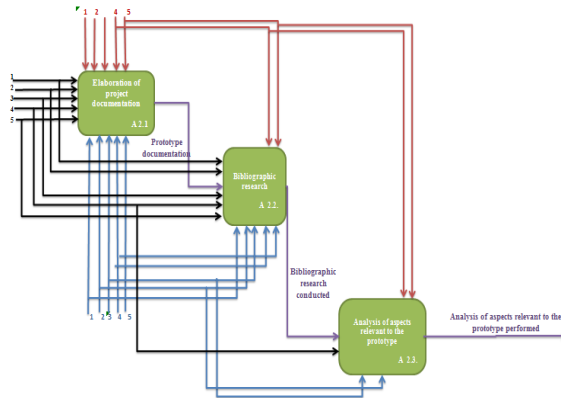 1 2 4 5
1
2
3
4
5
Elaboration of
project
documentation
A 2.1
Prototype
documentation
Bibliographic
research
A 2.2.
Bibliographic
research
conducted
1 2 3 4 5
Analysis of aspects
relevant to the
prototype
A 2.3.
Analysis of aspects relevant to the
prototype performed